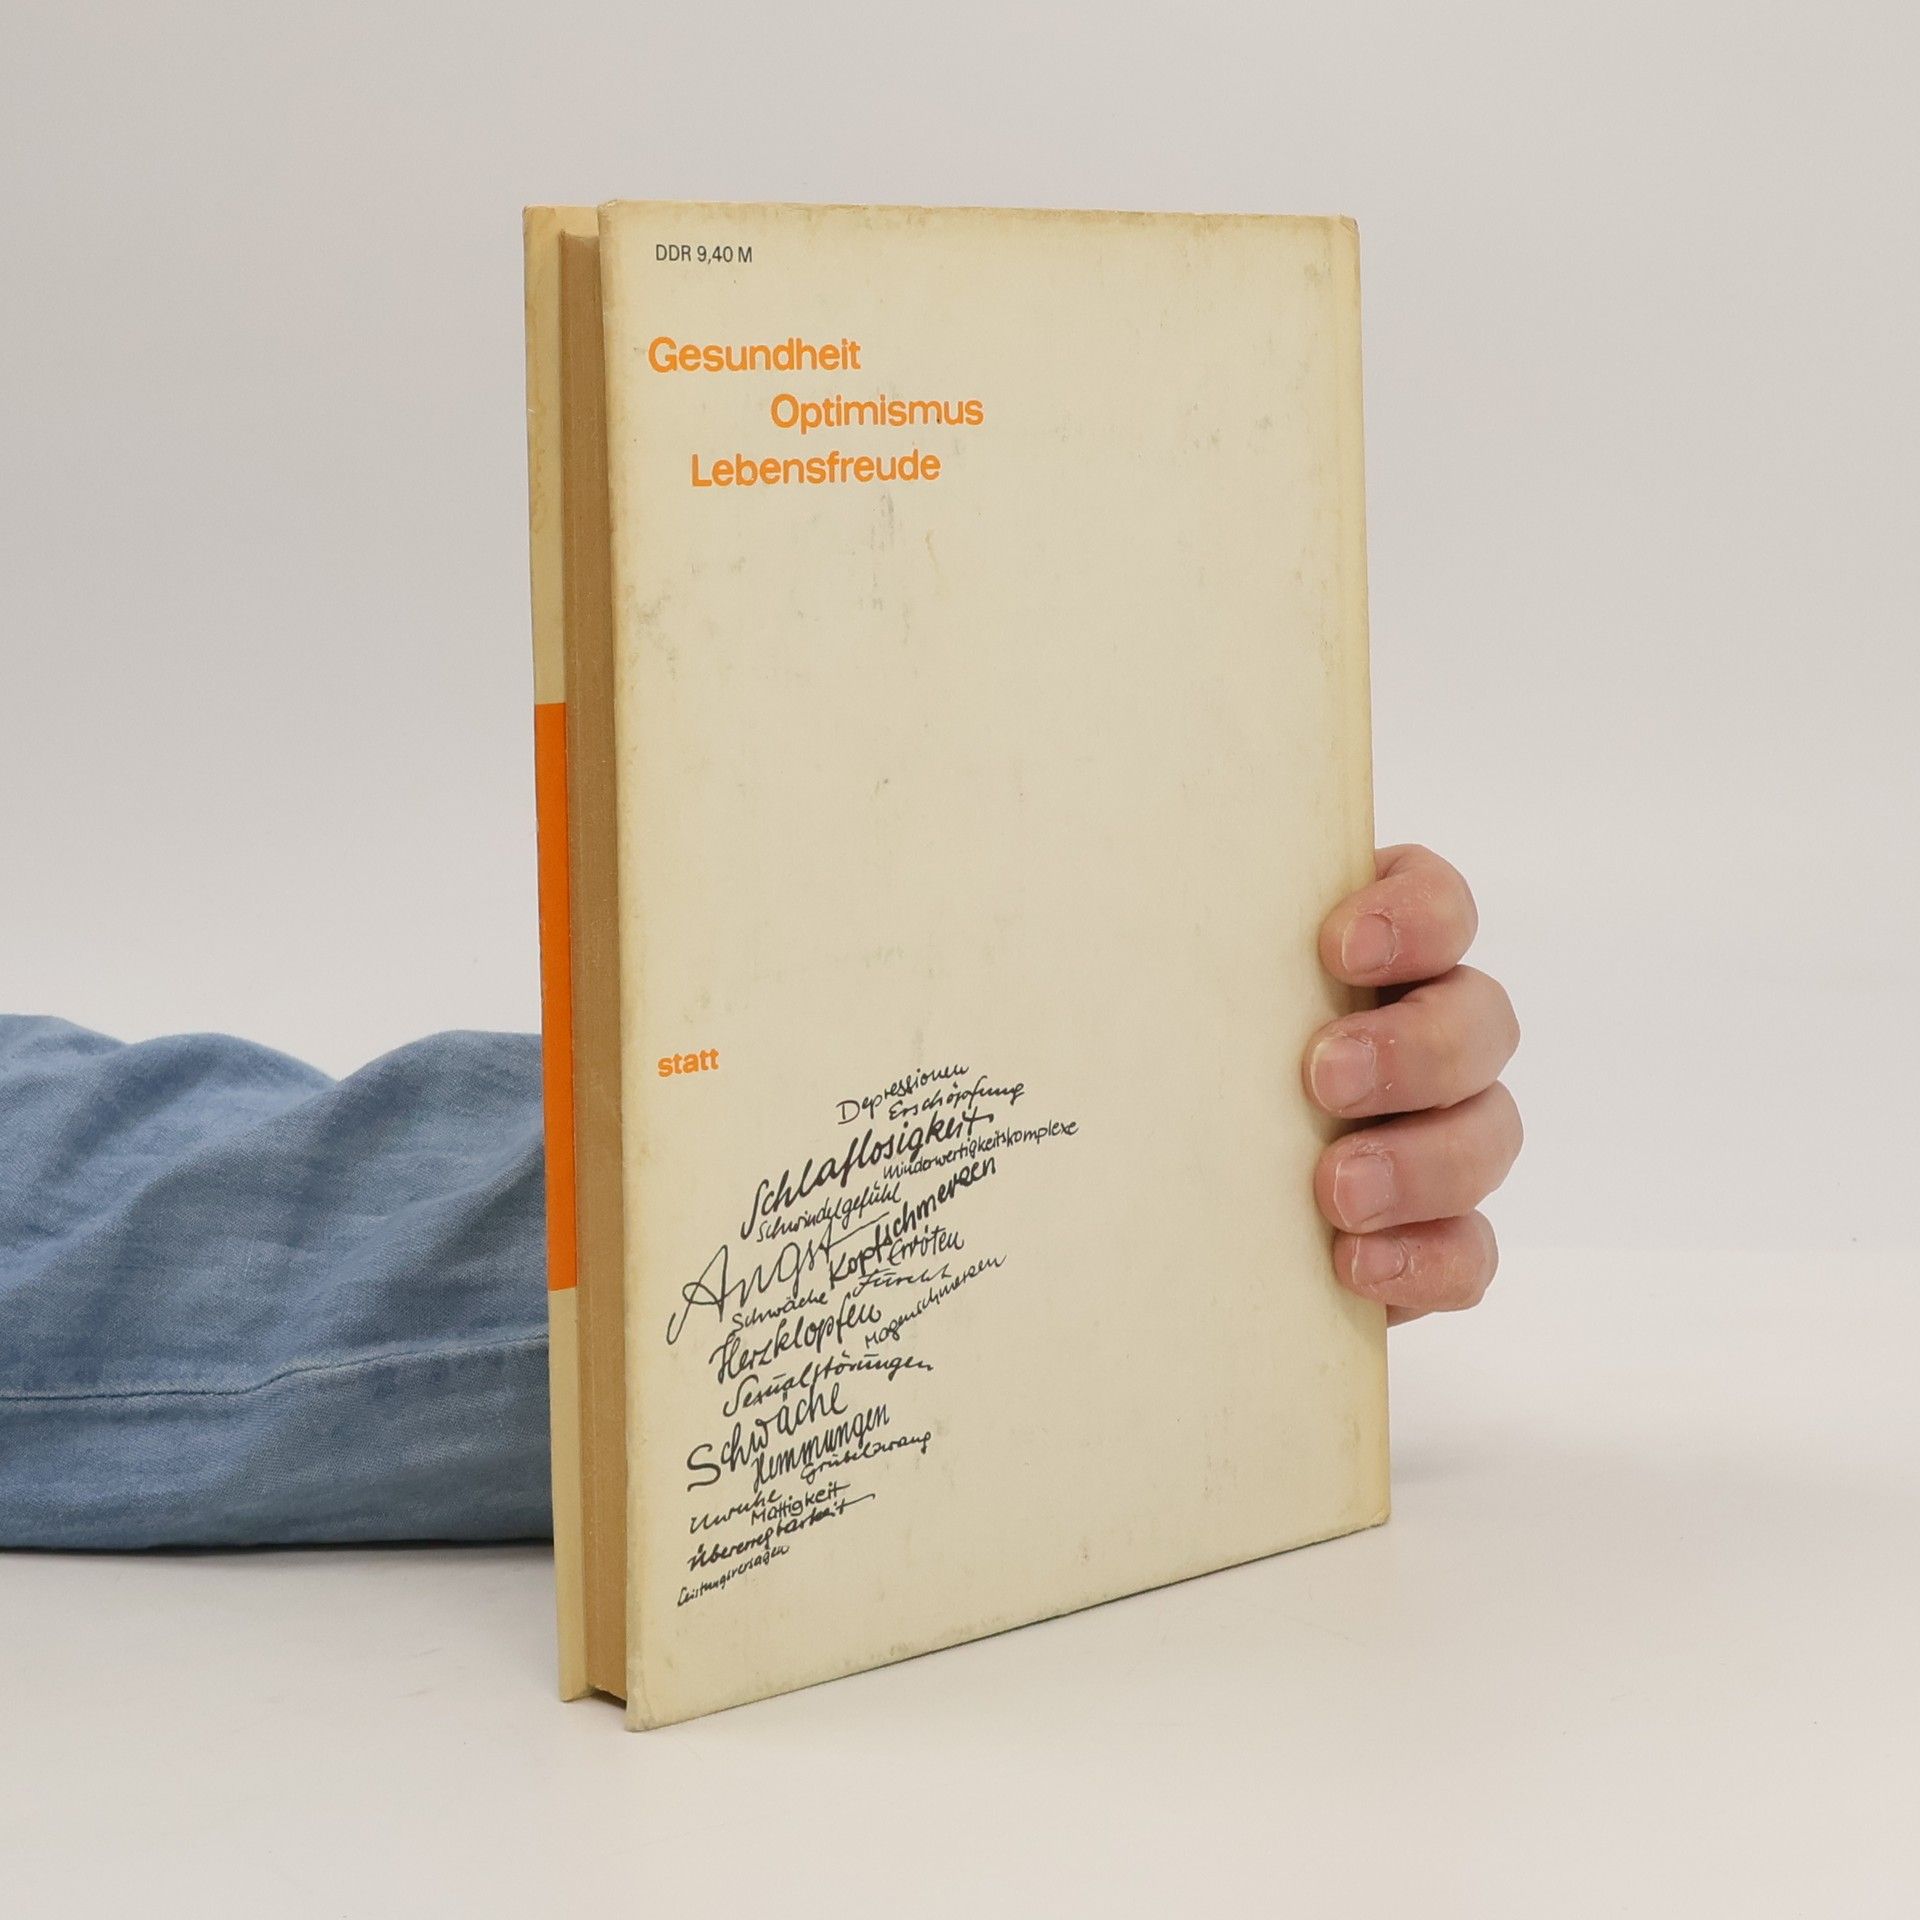 DDR 9,40 M
Gesundheit
Optimismus
Lebensfreude
statt
Depressionen
Erschöpfung
Schlaflosigkeit
Minderwertigkeitskomplexe
Schwindelgefühl
Kopfschmerzen
Angst
Erröten
Furcht
Schwäche
Magenschmerzen
Herzklopfen
Sexualstörungen
Schwäche
Hemmungen
Grübelzwang
Unruhe
Mattigkeit
Übererregbarkeit
Leistungsversagen